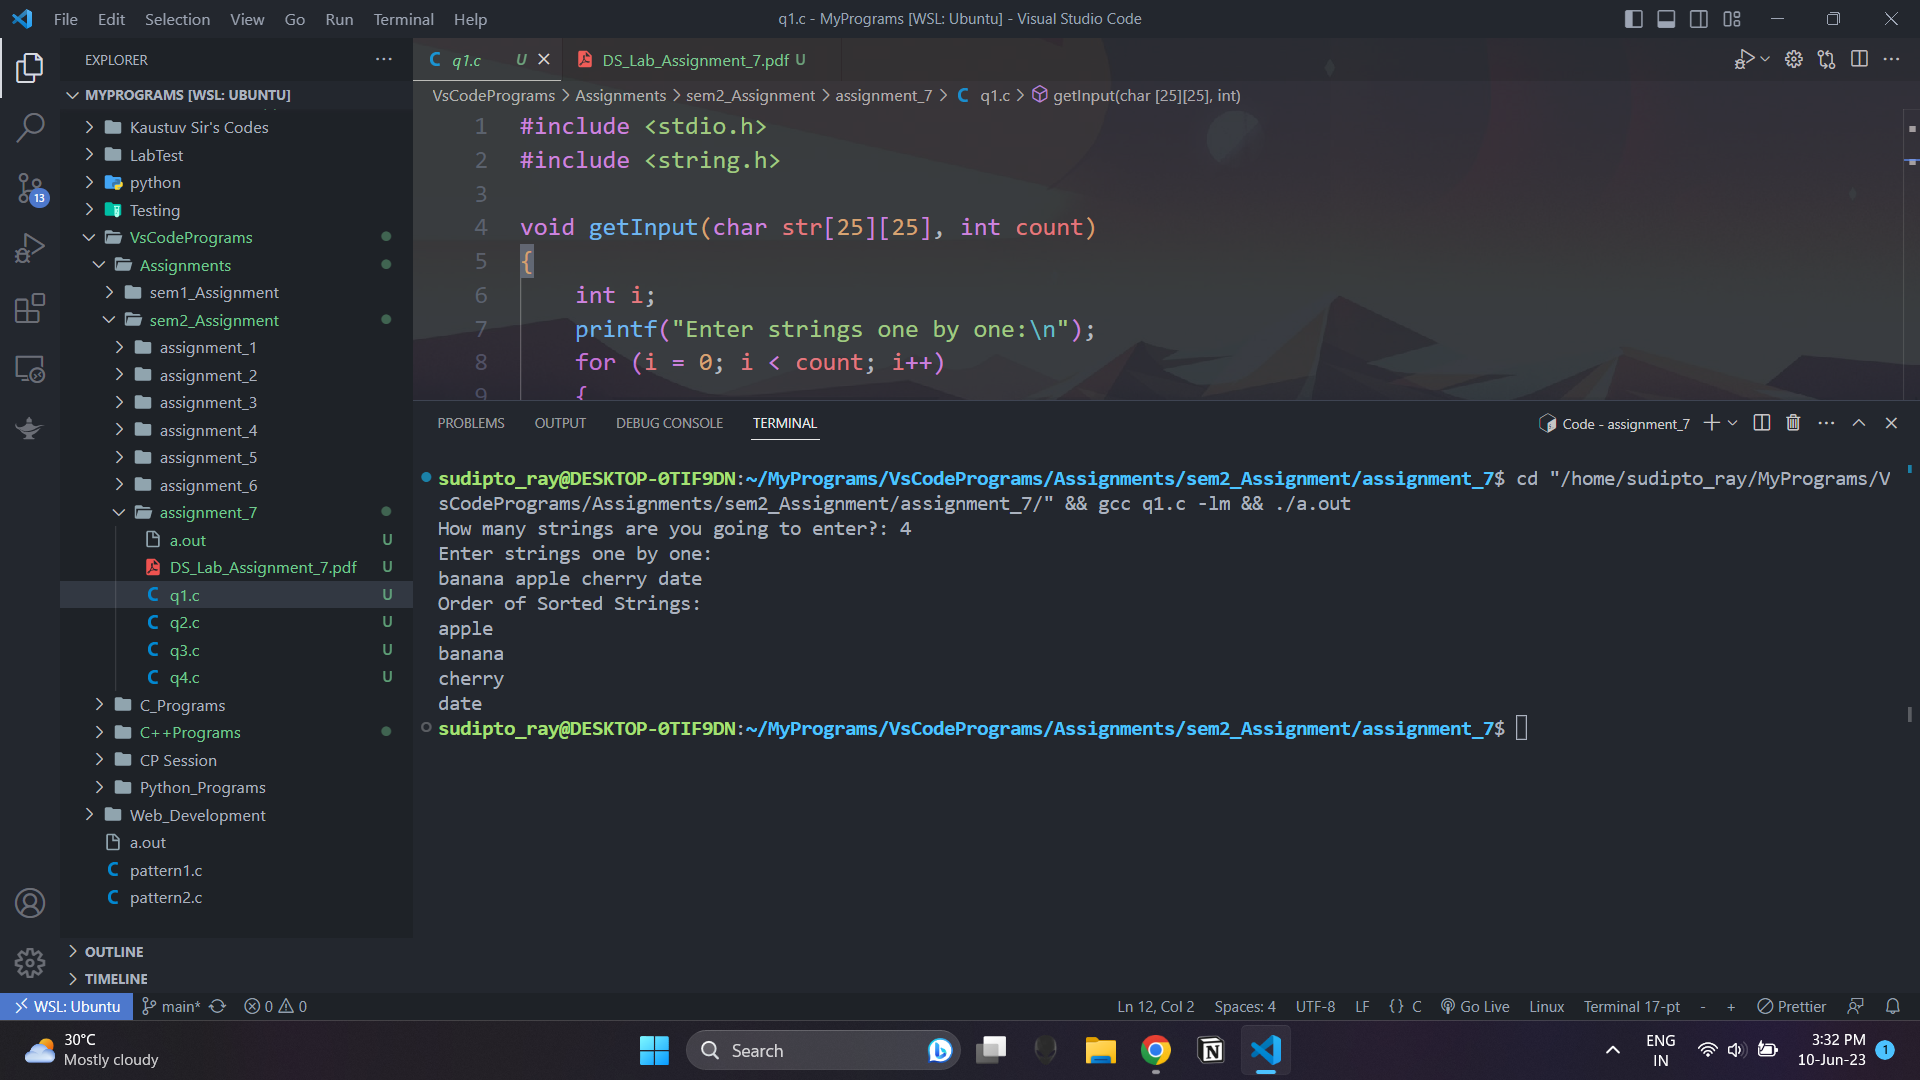 File Edit Selection View Go Run Terminal Help
q1.c - MyPrograms [WSL: Ubuntu] - Visual Studio Code
EXPLORER
MYPROGRAMS [WSL: UBUNTU]
Kaustuv Sir's Codes
LabTest
python
Testing
VsCodePrograms
Assignments
sem1_Assignment
sem2_Assignment
assignment_1
assignment_2
assignment_3
assignment_4
assignment_5
assignment_6
assignment_7
a.out U
DS_Lab_Assignment_7.pdf U
C q1.c U
C q2.c U
C q3.c U
C q4.c U
C_Programs
C++Programs
CP Session
Python_Programs
Web_Development
a.out
C pattern1.c
C pattern2.c
OUTLINE
TIMELINE
13
C q1.c U
DS_Lab_Assignment_7.pdf U
VsCodePrograms > Assignments > sem2_Assignment > assignment_7 > C q1.c > getInput(char [25][25], int)
1 #include <stdio.h>
2 #include <string.h>
3
4 void getInput(char str[25][25], int count)
5 {
6 int i;
7 printf("Enter strings one by one:\n");
8 for (i = 0; i < count; i++)
9 {
PROBLEMS OUTPUT DEBUG CONSOLE TERMINAL
Code - assignment_7
sudipto_ray@DESKTOP-0TIF9DN:~/MyPrograms/VsCodePrograms/Assignments/sem2_Assignment/assignment_7$ cd "/home/sudipto_ray/MyPrograms/V
sCodePrograms/Assignments/sem2_Assignment/assignment_7/" && gcc q1.c -lm && ./a.out
How many strings are you going to enter?: 4
Enter strings one by one:
banana apple cherry date
Order of Sorted Strings:
apple
banana
cherry
date
sudipto_ray@DESKTOP-0TIF9DN:~/MyPrograms/VsCodePrograms/Assignments/sem2_Assignment/assignment_7$
WSL: Ubuntu main* 0 0
Ln 12, Col 2 Spaces: 4 UTF-8 LF {} C Go Live Linux Terminal 17-pt - + Prettier
30°C
Mostly cloudy
Search
ENG
IN
3:32 PM
10-Jun-23
1